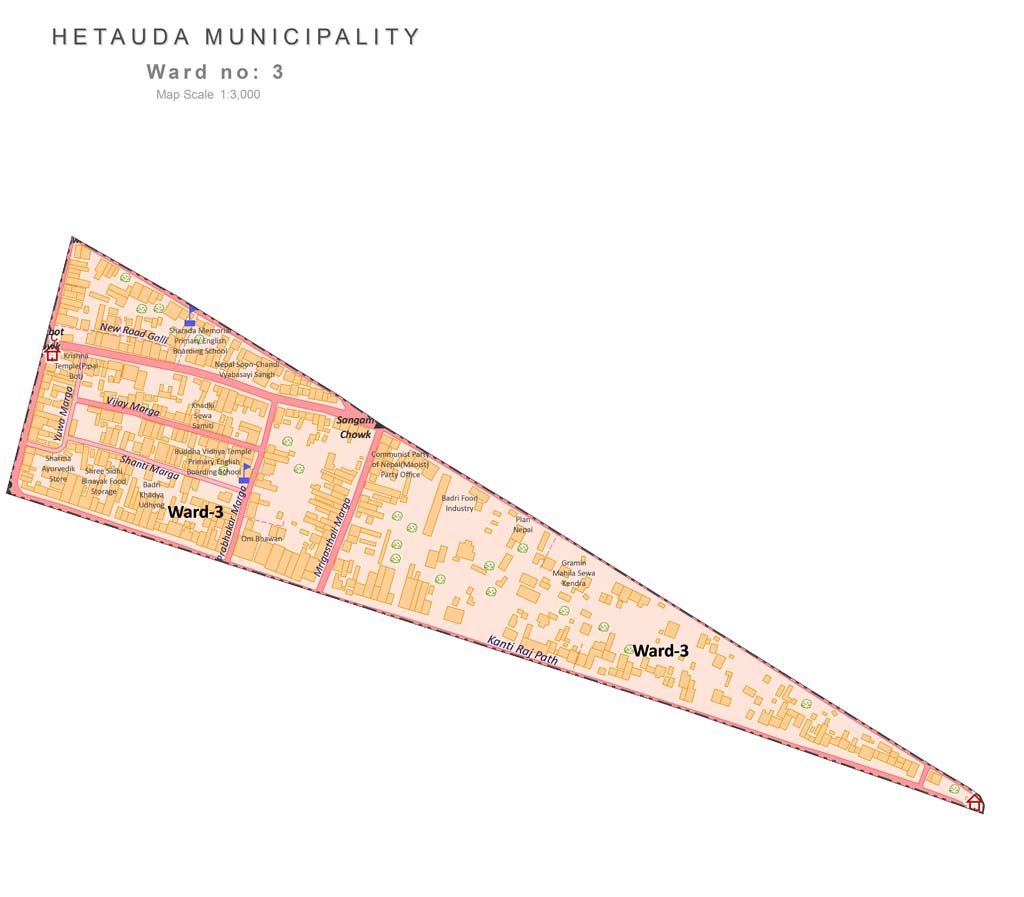 HETAUDA MUNICIPALITY
Ward no: 3
Map Scale 1:3,000
New Road Galli
Sharada Memorial
Primary English
Boarding School
Krishna
Temple(Pipal
Bot)
Nepal Soon-Chandi
Vyabasayi Sangh
Yuwa Marga
Vijay Marga
Khadki
Sewa
Samiti
Sangam
Chowk
Shanti Marga
Buddha Vidhya Temple
Primary English
Boarding School
Sharma
Ayurvedik
Store
Shree Sidhi
Binayak Food
Storage
Badri
Khadya
Udhyog
Ward-3
Prabhakar Marga
Om Bhawan
Mrigasthali Marga
Communist Party
of Nepal(Maoist)
Party Office
Badri Food
Industry
Plan
Nepal
Gramin
Mahila Sewa
Kendra
Kanti Raj Path
Ward-3